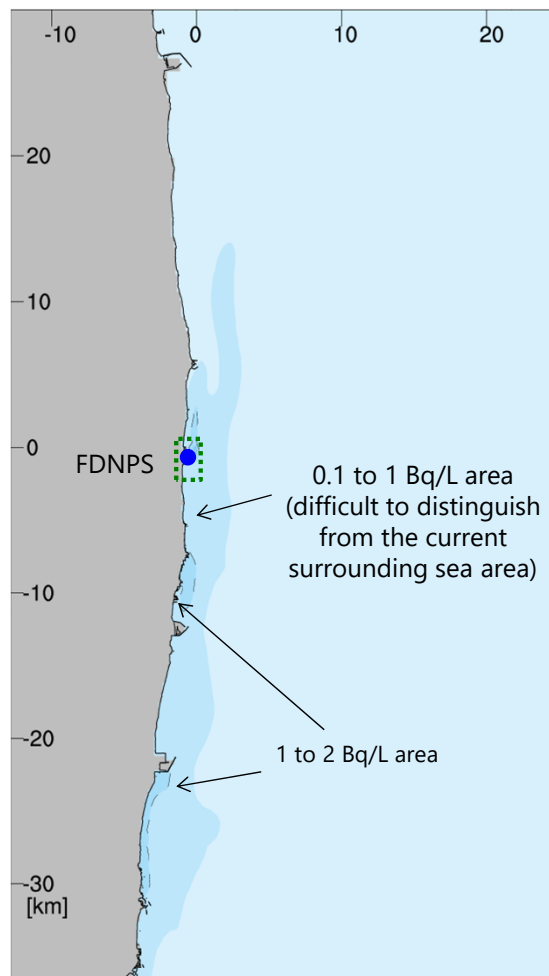 -10
0
10
20
20
10
0
FDNPS
0.1 to 1 Bq/L area
(difficult to distinguish
from the current
surrounding sea area)
-10
-20
1 to 2 Bq/L area
-30
[km]